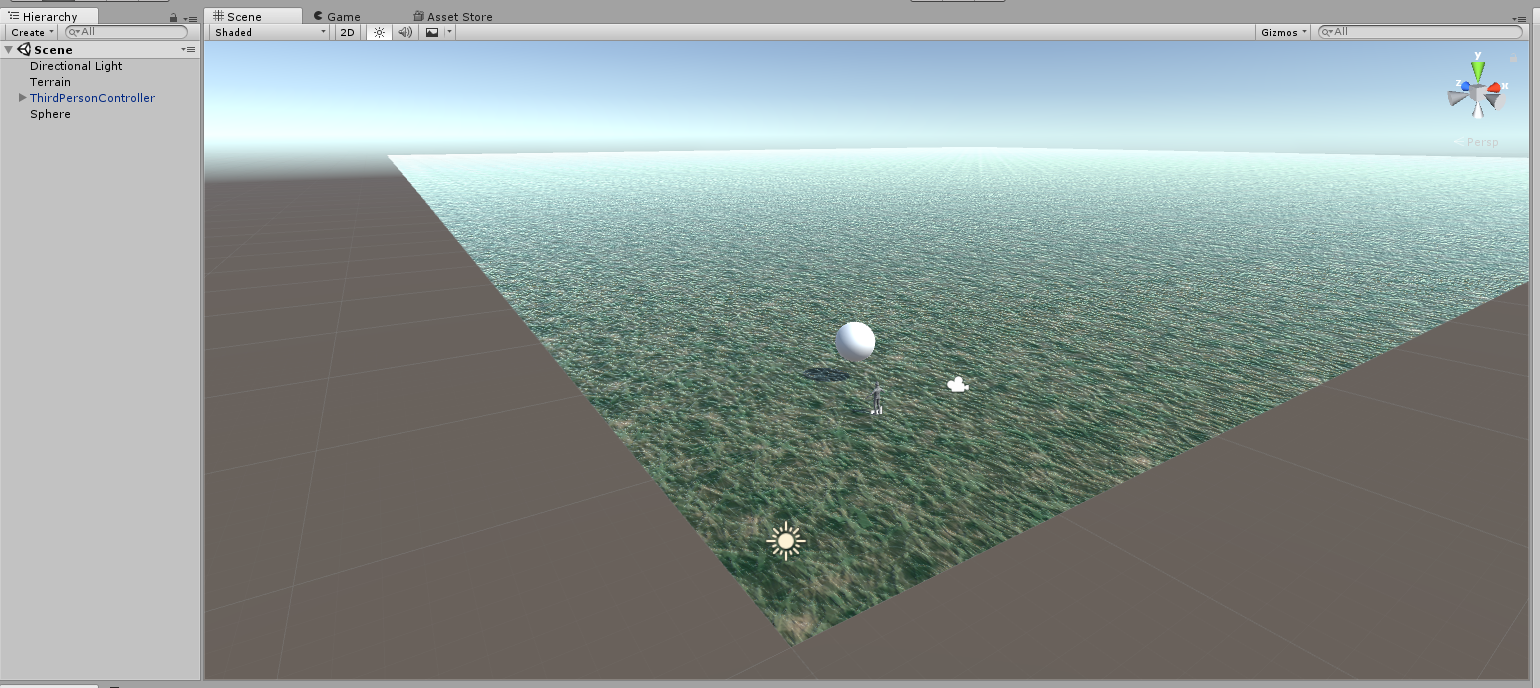 Hierarchy
Create
All
Scene
Directional Light
Terrain
ThirdPersonController
Sphere
Scene Game Asset Store
Shaded 2D Gizmos All
y
z x
Persp